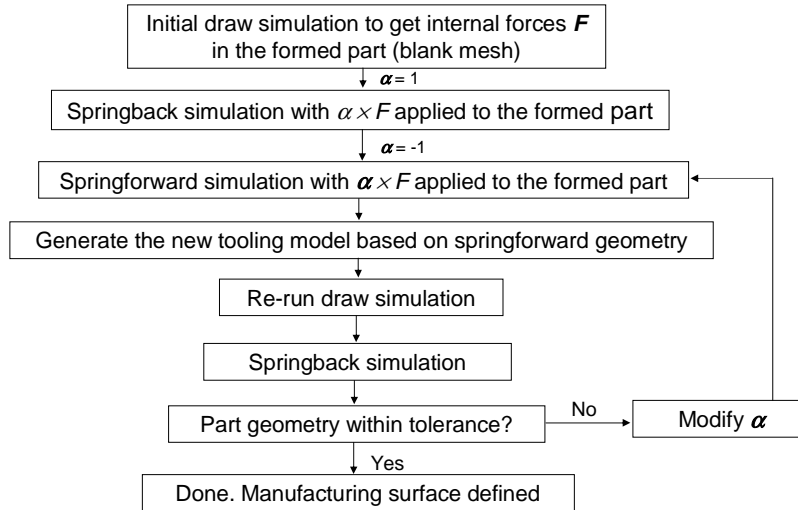 Initial draw simulation to get internal forces F
in the formed part (blank mesh)
α = 1
Springback simulation with α × F applied to the formed part
α = -1
Springforward simulation with α × F applied to the formed part
Generate the new tooling model based on springforward geometry
Re-run draw simulation
Springback simulation
Part geometry within tolerance?
No
Modify α
Yes
Done. Manufacturing surface defined